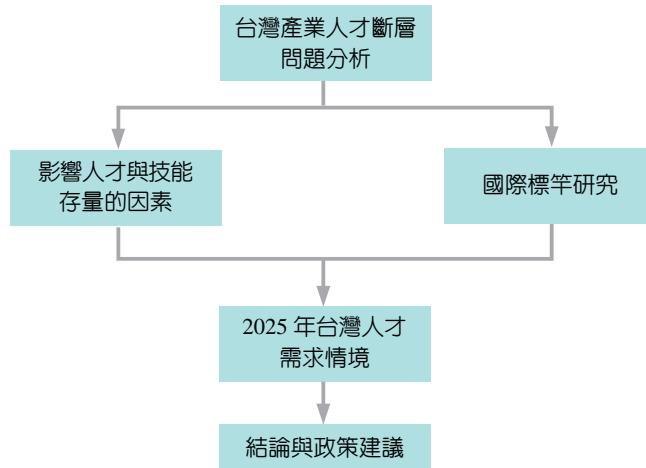 台灣產業人才斷層
問題分析
影響人才與技能
存量的因素
國際標竿研究
2025 年台灣人才
需求情境
結論與政策建議